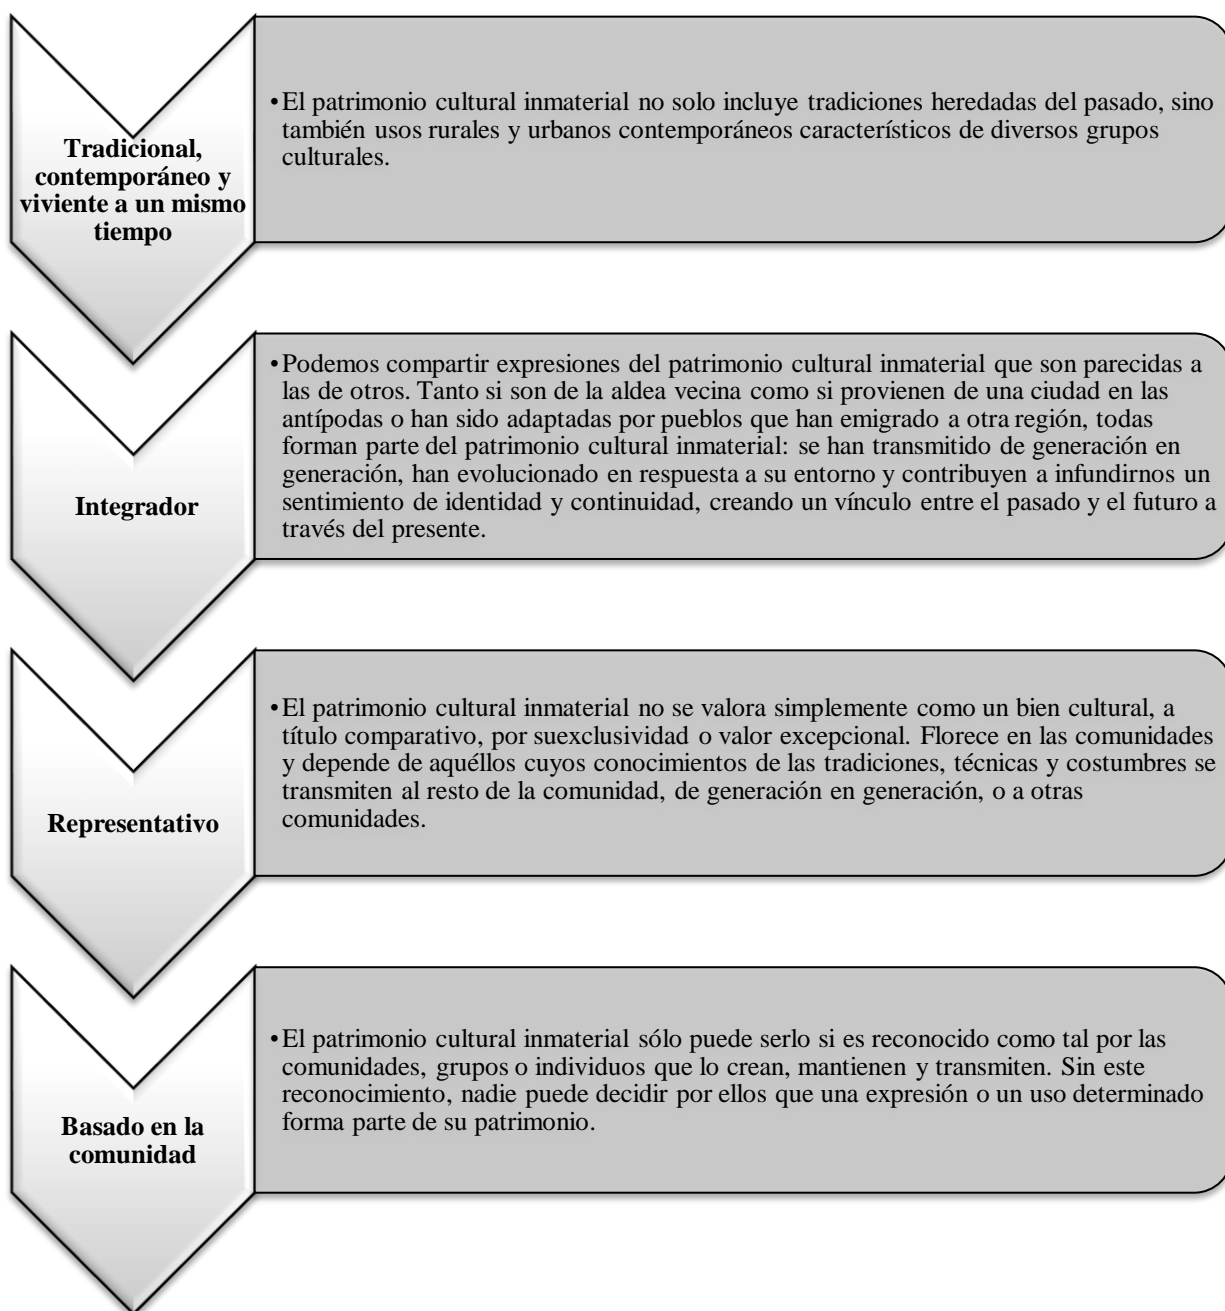 Tradicional,
contemporáneo y
viviente a un mismo
tiempo
•El patrimonio cultural inmaterial no solo incluye tradiciones heredadas del pasado, sino
también usos rurales y urbanos contemporáneos característicos de diversos grupos
culturales.
Integrador
•Podemos compartir expresiones del patrimonio cultural inmaterial que son parecidas a
las de otros. Tanto si son de la aldea vecina como si provienen de una ciudad en las
antípodas o han sido adaptadas por pueblos que han emigrado a otra región, todas
forman parte del patrimonio cultural inmaterial: se han transmitido de generación en
generación, han evolucionado en respuesta a su entorno y contribuyen a infundirnos un
sentimiento de identidad y continuidad, creando un vínculo entre el pasado y el futuro a
través del presente.
Representativo
•El patrimonio cultural inmaterial no se valora simplemente como un bien cultural, a
título comparativo, por suexclusividad o valor excepcional. Florece en las comunidades
y depende de aquéllos cuyos conocimientos de las tradiciones, técnicas y costumbres se
transmiten al resto de la comunidad, de generación en generación, o a otras
comunidades.
Basado en la
comunidad
•El patrimonio cultural inmaterial sólo puede serlo si es reconocido como tal por las
comunidades, grupos o individuos que lo crean, mantienen y transmiten. Sin este
reconocimiento, nadie puede decidir por ellos que una expresión o un uso determinado
forma parte de su patrimonio.